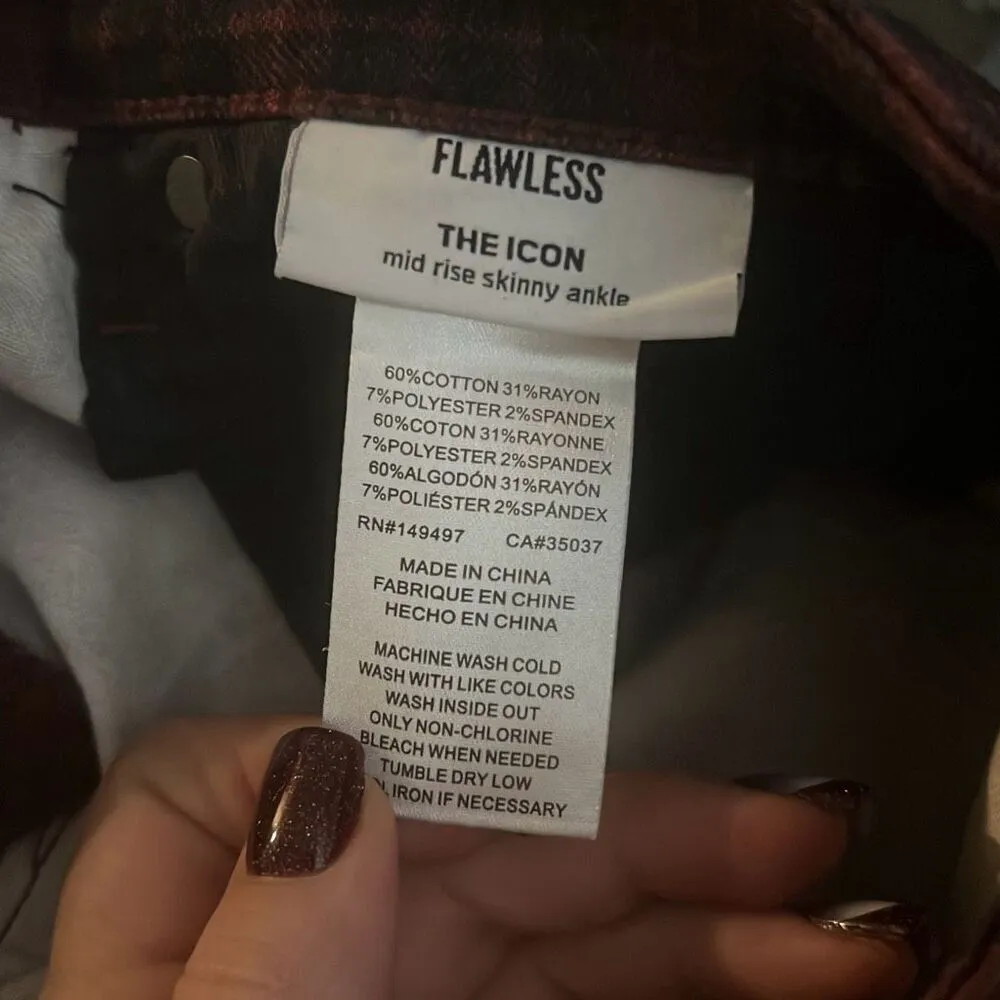 FLAWLESS
THE ICON
mid rise skinny ankle
60%COTTON 31%RAYON
7%POLYESTER 2%SPANDEX
60%COTON 31%RAYONNE
7%POLYESTER 2%SPANDEX
60%ALGODÓN 31%RAYÓN
7%POLIÉSTER 2%SPÁNDEX
RN#149497 CA#35037
MADE IN CHINA
FABRIQUE EN CHINE
HECHO EN CHINA
MACHINE WASH COLD
WASH WITH LIKE COLORS
WASH INSIDE OUT
ONLY NON-CHLORINE
BLEACH WHEN NEEDED
TUMBLE DRY LOW
IRON IF NECESSARY